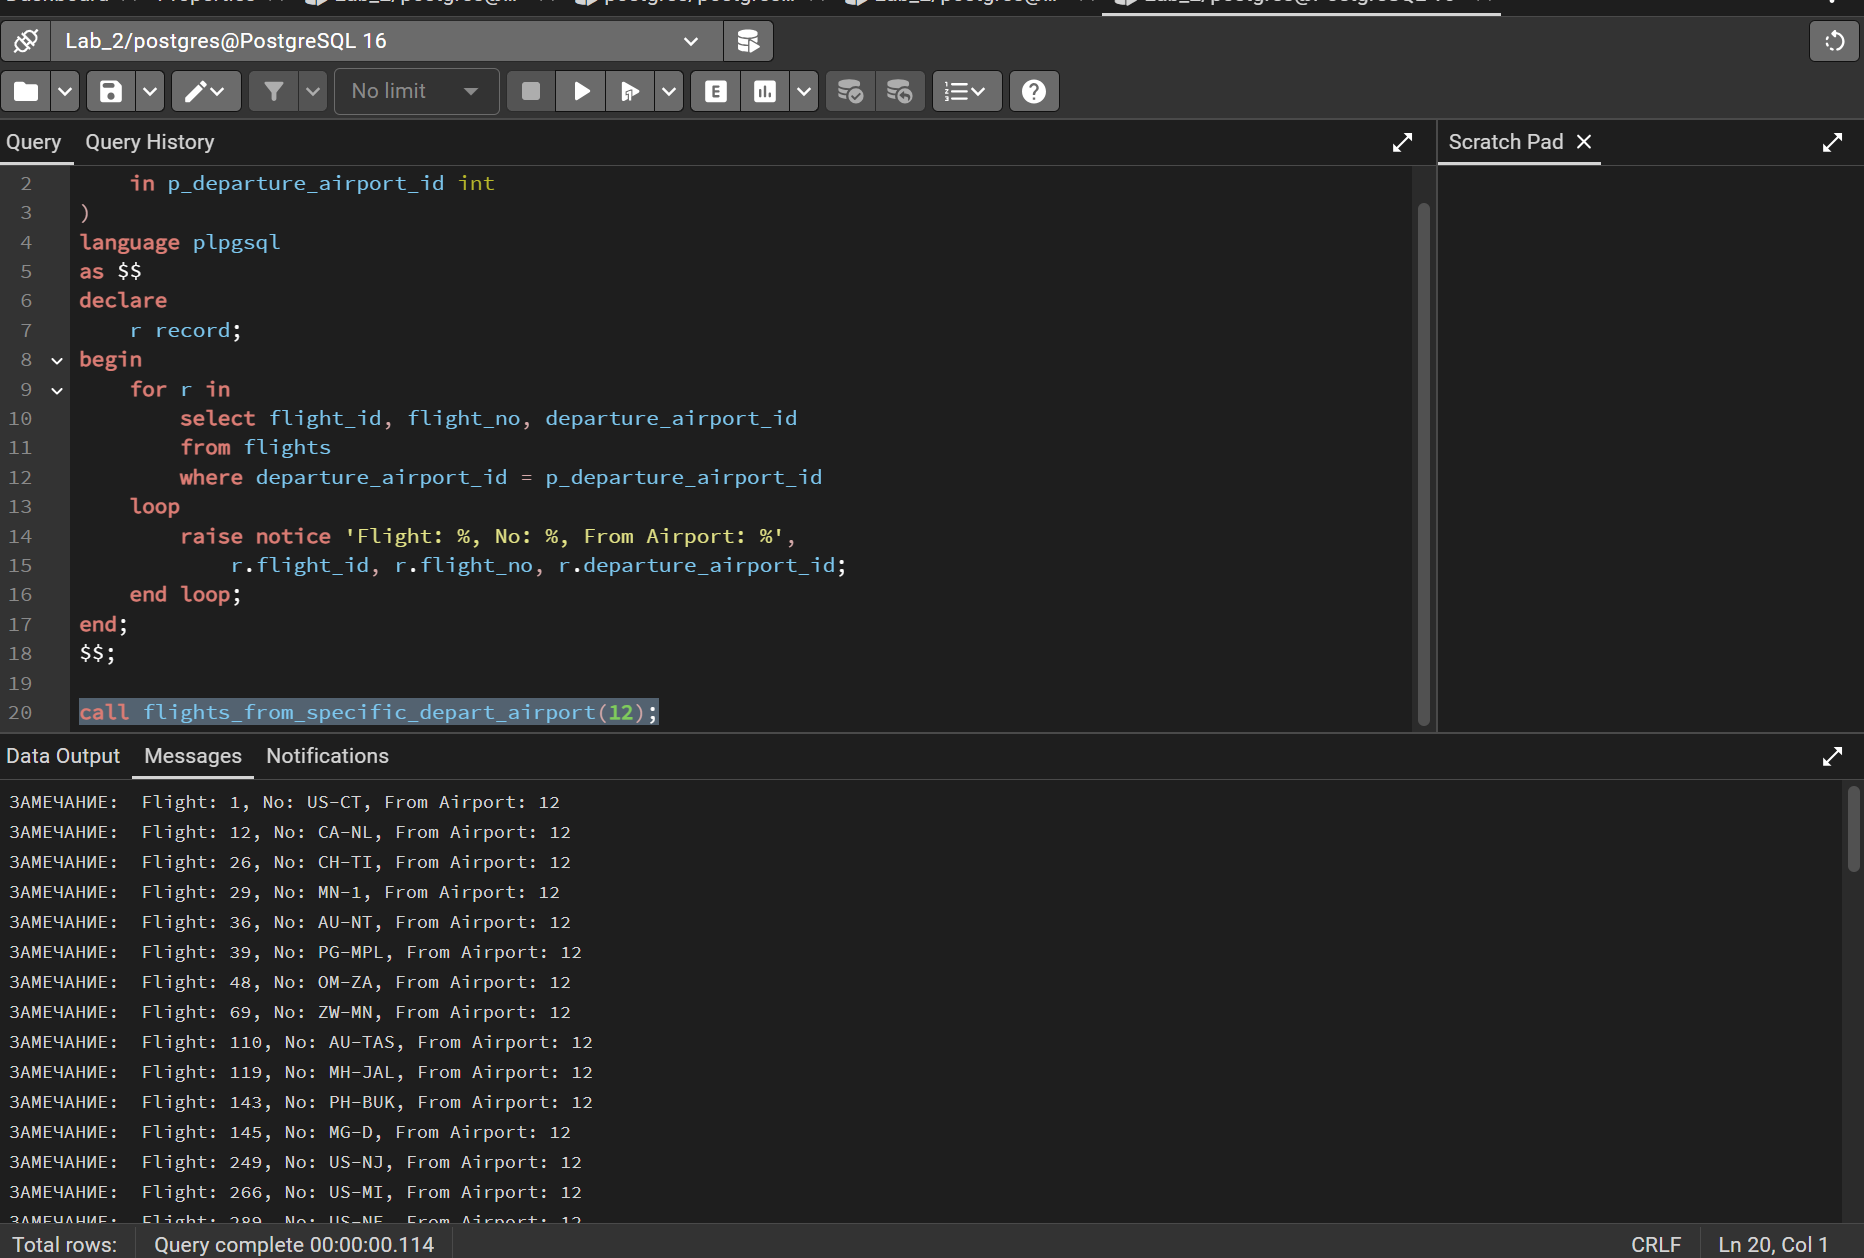 Lab_2/postgres@PostgreSQL 16
No limit
Query Query History
Scratch Pad
2 in p_departure_airport_id int
3 )
4 language plpgsql
5 as $$
6 declare
7 r record;
8 begin
9 for r in
10 select flight_id, flight_no, departure_airport_id
11 from flights
12 where departure_airport_id = p_departure_airport_id
13 loop
14 raise notice 'Flight: %, No: %, From Airport: %',
15 r.flight_id, r.flight_no, r.departure_airport_id;
16 end loop;
17 end;
18 $$;
19
20 call flights_from_specific_depart_airport(12);
Data Output Messages Notifications
ЗАМЕЧАНИЕ: Flight: 1, No: US-CT, From Airport: 12
ЗАМЕЧАНИЕ: Flight: 12, No: CA-NL, From Airport: 12
ЗАМЕЧАНИЕ: Flight: 26, No: CH-TI, From Airport: 12
ЗАМЕЧАНИЕ: Flight: 29, No: MN-1, From Airport: 12
ЗАМЕЧАНИЕ: Flight: 36, No: AU-NT, From Airport: 12
ЗАМЕЧАНИЕ: Flight: 39, No: PG-MPL, From Airport: 12
ЗАМЕЧАНИЕ: Flight: 48, No: OM-ZA, From Airport: 12
ЗАМЕЧАНИЕ: Flight: 69, No: ZW-MN, From Airport: 12
ЗАМЕЧАНИЕ: Flight: 110, No: AU-TAS, From Airport: 12
ЗАМЕЧАНИЕ: Flight: 119, No: MH-JAL, From Airport: 12
ЗАМЕЧАНИЕ: Flight: 143, No: PH-BUK, From Airport: 12
ЗАМЕЧАНИЕ: Flight: 145, No: MG-D, From Airport: 12
ЗАМЕЧАНИЕ: Flight: 249, No: US-NJ, From Airport: 12
ЗАМЕЧАНИЕ: Flight: 266, No: US-MI, From Airport: 12
ЗАМЕЧАНИЕ: Flight: 289, No: From Airport: 12
Total rows: Query complete 00:00:00.114 CRLF Ln 20, Col 1